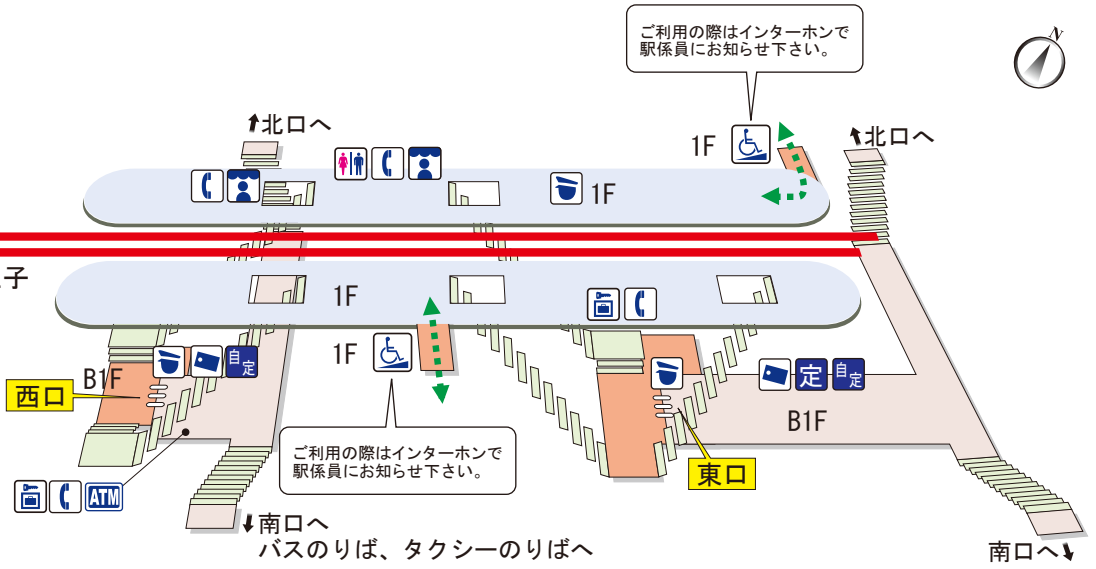 ご利用の際はインターホンで
駅係員にお知らせ下さい。
N
北口へ
1F
北口へ
1F
子
1F
1F
B1F
自
定
西口
定
自
定
B1F
ご利用の際はインターホンで
駅係員にお知らせ下さい。
東口
ATM
南口へ
バスのりば、タクシーのりばへ
南口へ